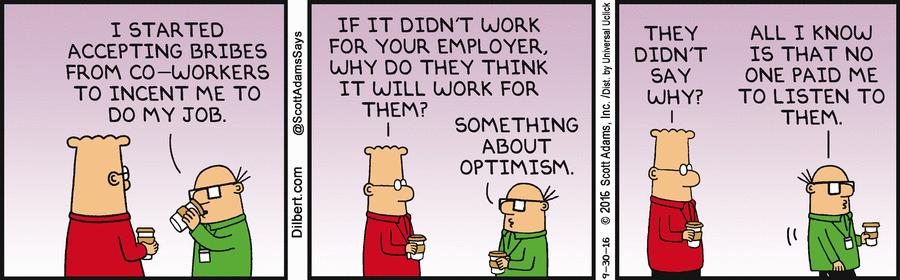 I STARTED
ACCEPTING BRIBES
FROM CO-WORKERS
TO INCENT ME TO
DO MY JOB.
Dilbert.com @ScottAdamsSays
IF IT DIDN'T WORK
FOR YOUR EMPLOYER,
WHY DO THEY THINK
IT WILL WORK FOR
THEM?
SOMETHING
ABOUT
OPTIMISM.
9-30-16 © 2016 Scott Adams, Inc. /Dist. by Universal Uclick
THEY
DIDN'T
SAY
WHY?
ALL I KNOW
IS THAT NO
ONE PAID ME
TO LISTEN TO
THEM.